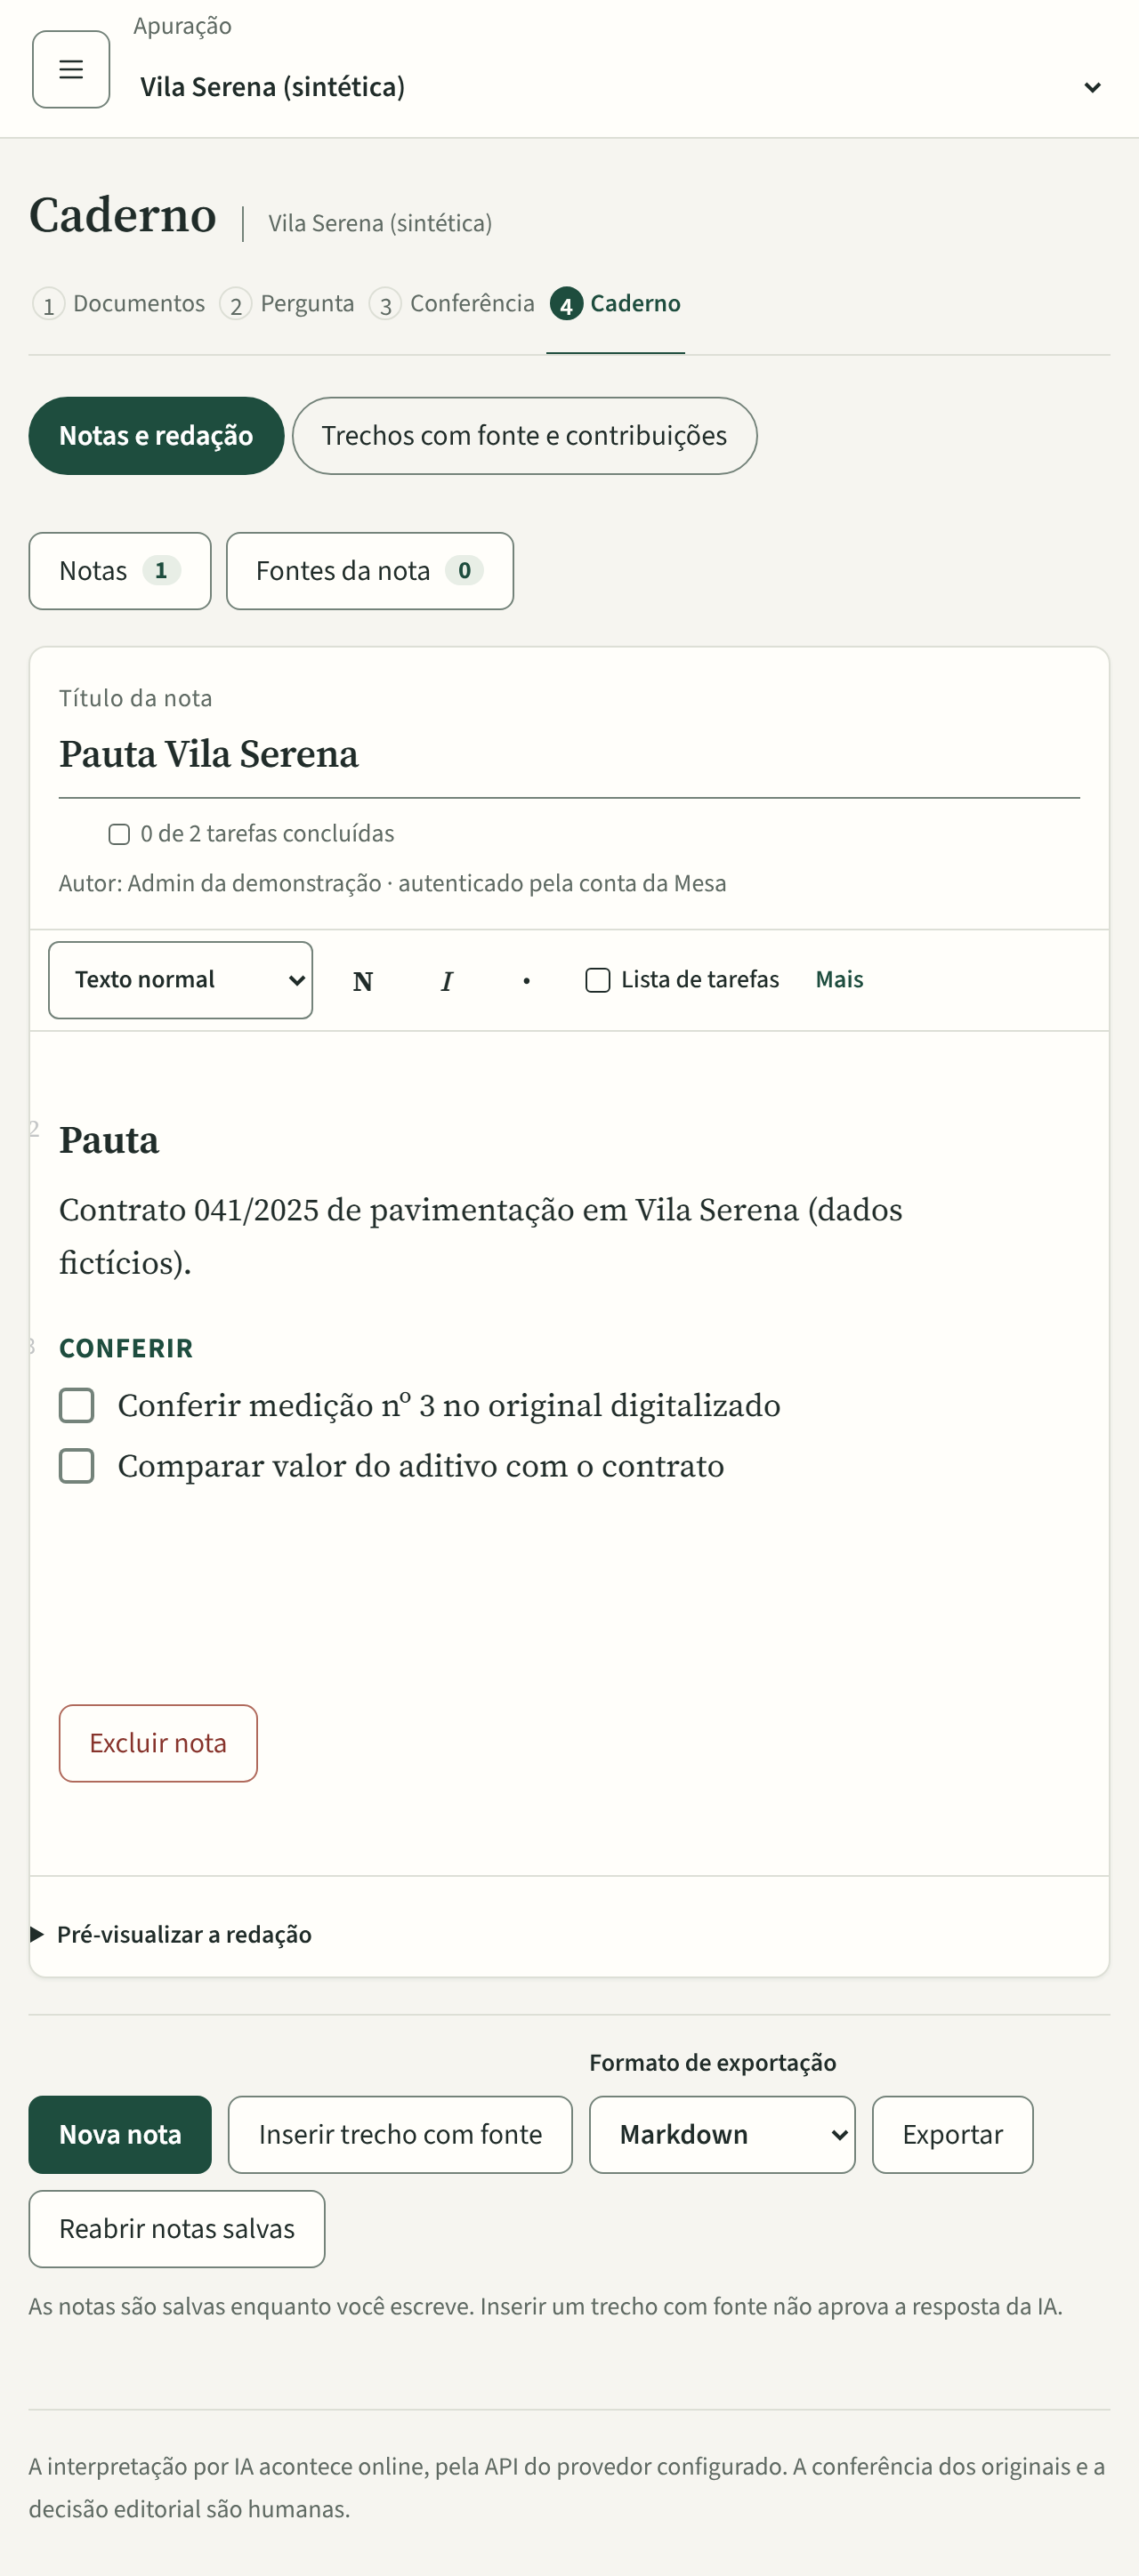 Apuração
Vila Serena (sintética)
Caderno
Vila Serena (sintética)
1 Documentos 2 Pergunta 3 Conferência 4 Caderno
Notas e redação Trechos com fonte e contribuições
Notas 1 Fontes da nota 0
Título da nota
Pauta Vila Serena
0 de 2 tarefas concluídas
Autor: Admin da demonstração · autenticado pela conta da Mesa
Texto normal N I • Lista de tarefas Mais
2 Pauta
Contrato 041/2025 de pavimentação em Vila Serena (dados
fictícios).
3 CONFERIR
Conferir medição nº 3 no original digitalizado
Comparar valor do aditivo com o contrato
Excluir nota
Pré-visualizar a redação
Formato de exportação
Nova nota Inserir trecho com fonte Markdown Exportar
Reabrir notas salvas
As notas são salvas enquanto você escreve. Inserir um trecho com fonte não aprova a resposta da IA.
A interpretação por IA acontece online, pela API do provedor configurado. A conferência dos originais e a
decisão editorial são humanas.